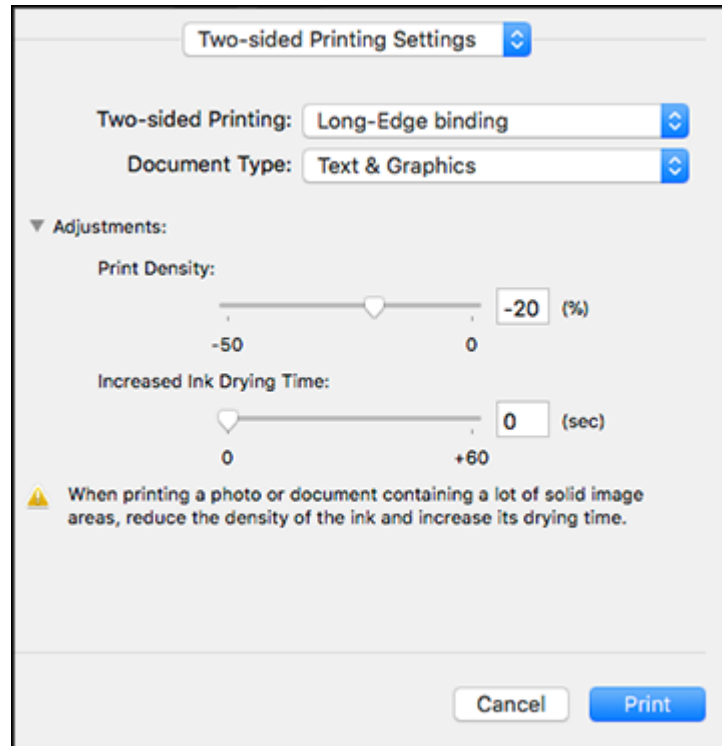 Two-sided Printing Settings
Two-sided Printing: Long-Edge binding
Document Type: Text & Graphics
Adjustments:
Print Density:
-20 (%)
-50 0
Increased Ink Drying Time:
0 (sec)
0 +60
When printing a photo or document containing a lot of solid image
areas, reduce the density of the ink and increase its drying time.
Cancel Print